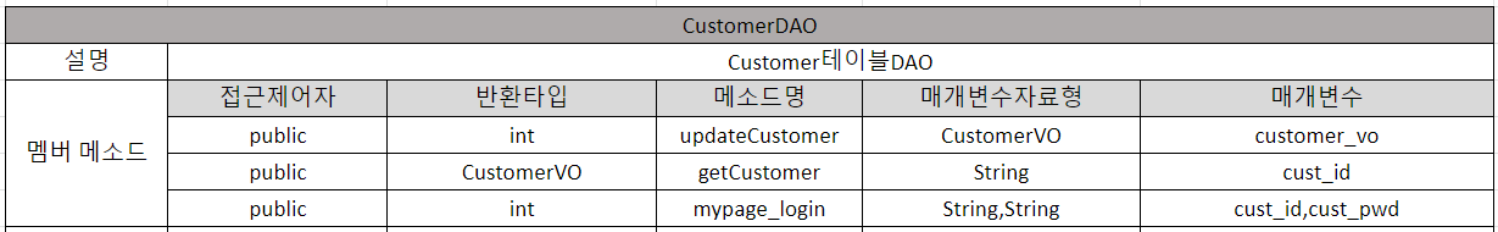 CustomerDAO
설명 Customer테이블DAO
멤버 메소드 접근제어자 반환타입 메소드명 매개변수자료형 매개변수
public int updateCustomer CustomerVO customer_vo
public CustomerVO getCustomer String cust_id
public int mypage_login String,String cust_id,cust_pwd